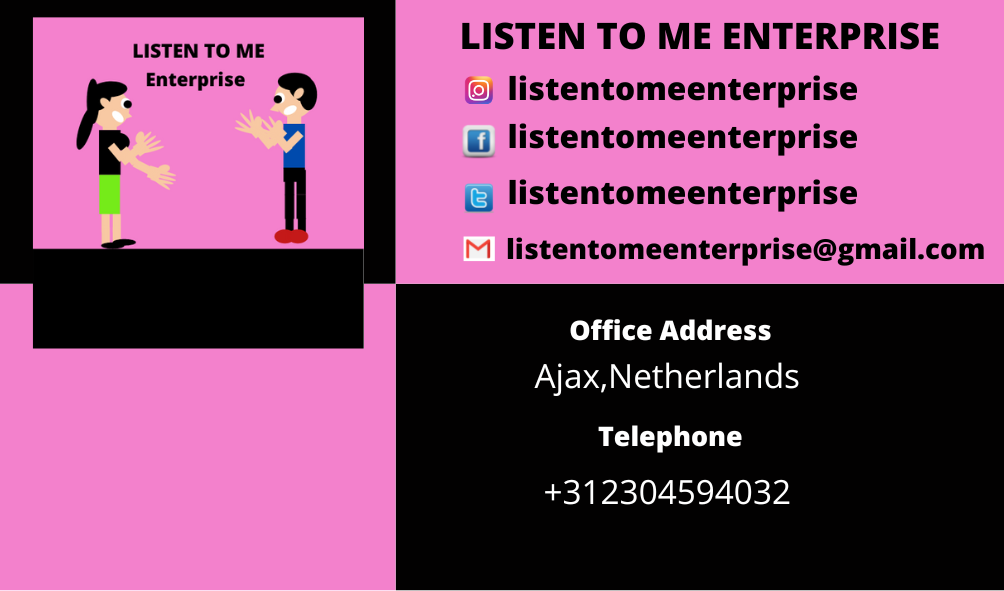 LISTEN TO ME
Enterprise
LISTEN TO ME ENTERPRISE
listentomeenterprise
listentomeenterprise
listentomeenterprise
listentomeenterprise@gmail.com
Office Address
Ajax,Netherlands
Telephone
+312304594032